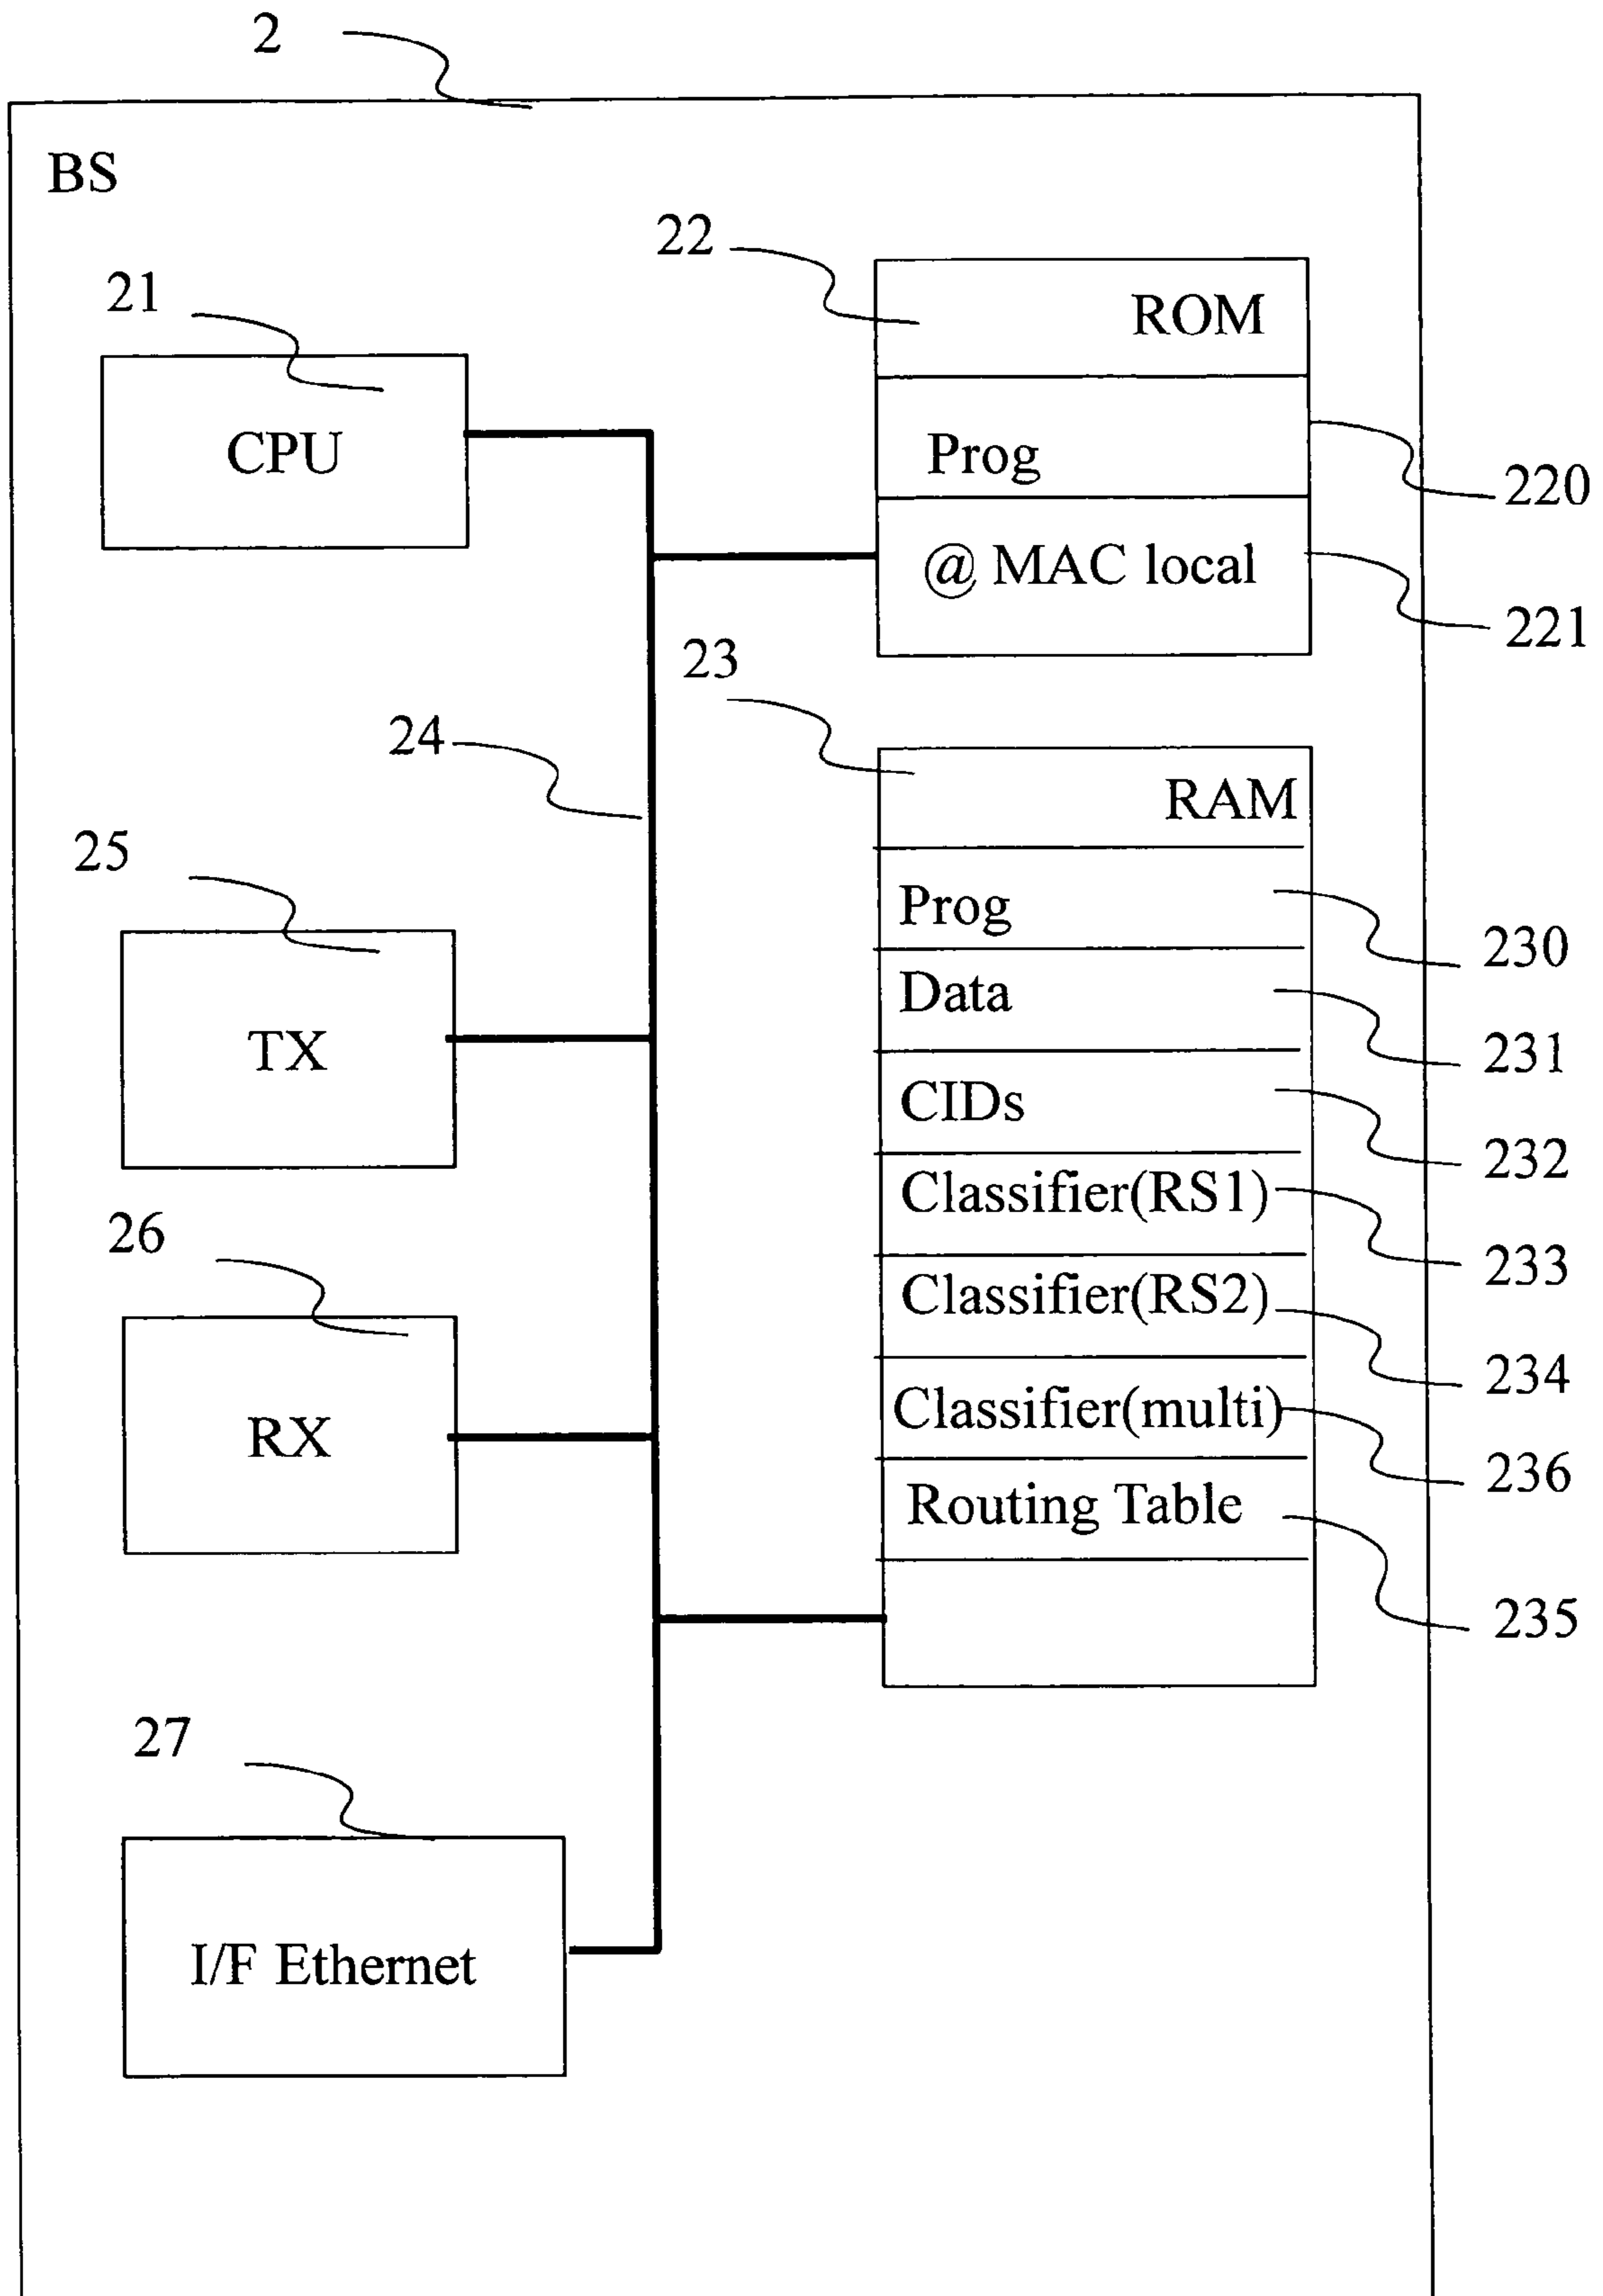 2
BS
22
21
ROM
CPU
Prog
220
@ MAC local
221
23
24
RAM
25
Prog
230
Data
231
TX
CIDs
232
26
Classifier(RS1)
233
Classifier(RS2)
234
RX
Classifier(multi)
236
Routing Table
235
27
I/F Ethernet